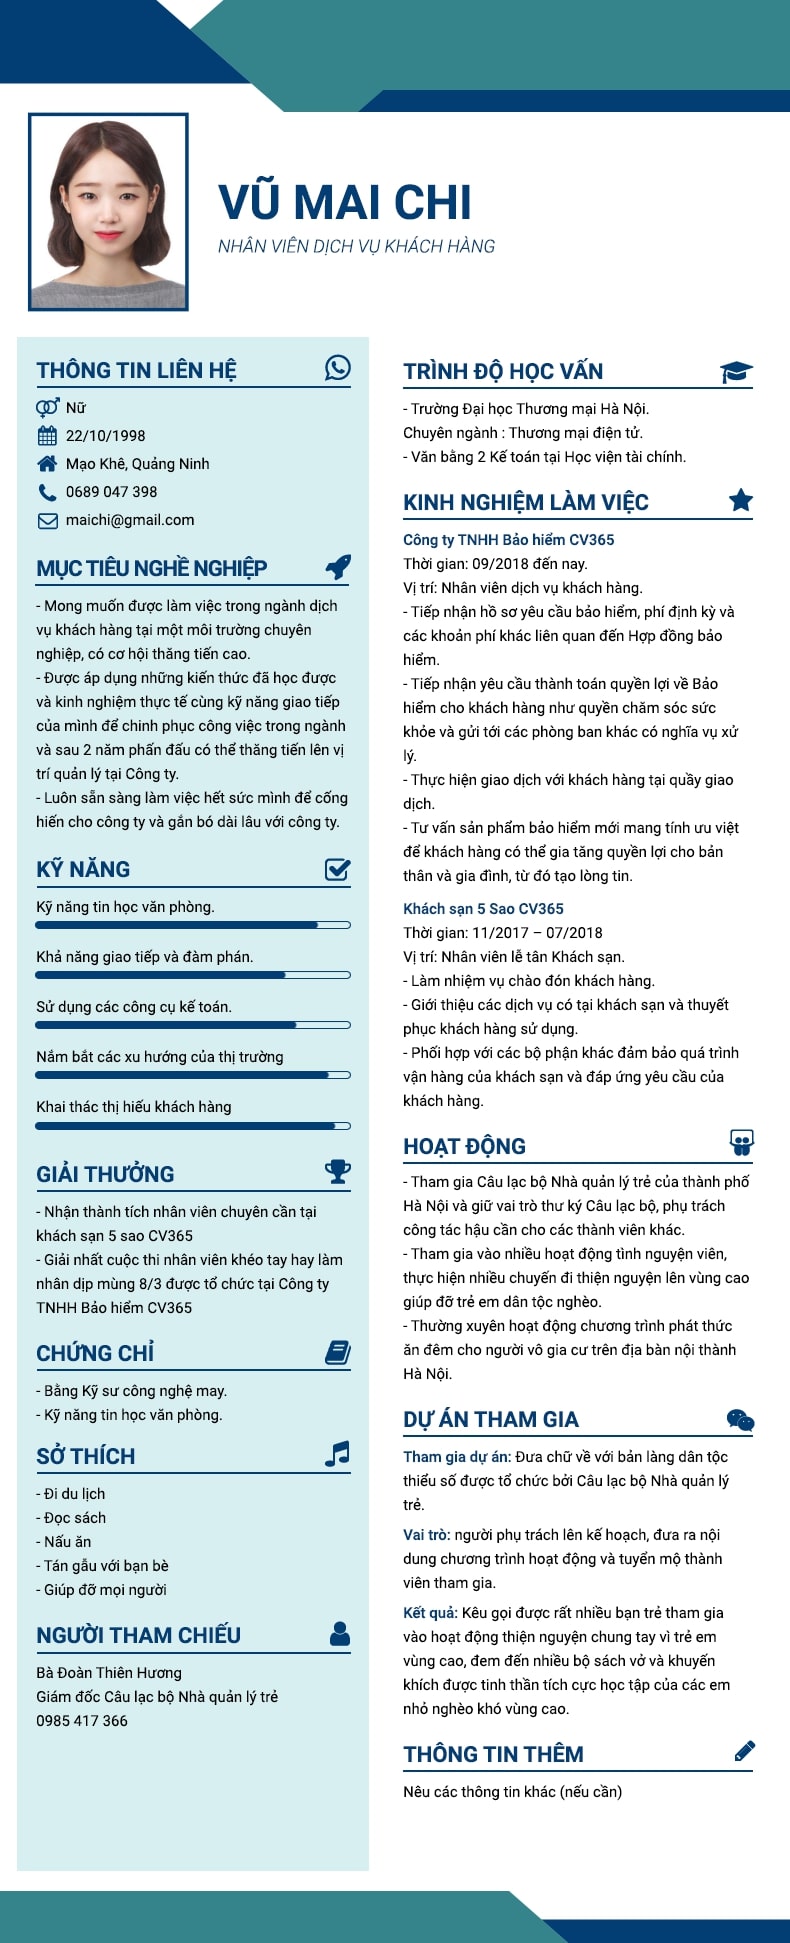 VŨ MAI CHI
NHÂN VIÊN DỊCH VỤ KHÁCH HÀNG
THÔNG TIN LIÊN HỆ
Nữ
22/10/1998
Mạo Khê, Quảng Ninh
0689 047 398
maichi@gmail.com
MỤC TIÊU NGHỀ NGHIỆP
- Mong muốn được làm việc trong ngành dịch
vụ khách hàng tại một môi trường chuyên
nghiệp, có cơ hội thăng tiến cao.
- Được áp dụng những kiến thức đã học được
và kinh nghiệm thực tế cùng kỹ năng giao tiếp
của mình để chinh phục công việc trong ngành
và sau 2 năm phấn đấu có thể thăng tiến lên vị
trí quản lý tại Công ty.
- Luôn sẵn sàng làm việc hết sức mình để cống
hiến cho công ty và gắn bó dài lâu với công ty.
KỸ NĂNG
Kỹ năng tin học văn phòng.
Khả năng giao tiếp và đàm phán.
Sử dụng các công cụ kế toán.
Nắm bắt các xu hướng của thị trường
Khai thác thị hiếu khách hàng
GIẢI THƯỞNG
- Nhận thành tích nhân viên chuyên cần tại
khách sạn 5 sao CV365
- Giải nhất cuộc thi nhân viên khéo tay hay làm
nhân dịp mùng 8/3 được tổ chức tại Công ty
TNHH Bảo hiểm CV365
CHỨNG CHỈ
- Bằng Kỹ sư công nghệ may.
- Kỹ năng tin học văn phòng.
SỞ THÍCH
- Đi du lịch
- Đọc sách
- Nấu ăn
- Tán gẫu với bạn bè
- Giúp đỡ mọi người
NGƯỜI THAM CHIẾU
Bà Đoàn Thiên Hương
Giám đốc Câu lạc bộ Nhà quản lý trẻ
0985 417 366
TRÌNH ĐỘ HỌC VẤN
- Trường Đại học Thương mại Hà Nội.
Chuyên ngành : Thương mại điện tử.
- Văn bằng 2 Kế toán tại Học viện tài chính.
KINH NGHIỆM LÀM VIỆC
Công ty TNHH Bảo hiểm CV365
Thời gian: 09/2018 đến nay.
Vị trí: Nhân viên dịch vụ khách hàng.
- Tiếp nhận hồ sơ yêu cầu bảo hiểm, phí định kỳ và
các khoản phí khác liên quan đến Hợp đồng bảo
hiểm.
- Tiếp nhận yêu cầu thành toán quyền lợi về Bảo
hiểm cho khách hàng như quyền chăm sóc sức
khỏe và gửi tới các phòng ban khác có nghĩa vụ xử
lý.
- Thực hiện giao dịch với khách hàng tại quầy giao
dịch.
- Tư vấn sản phẩm bảo hiểm mới mang tính ưu việt
để khách hàng có thể gia tăng quyền lợi cho bản
thân và gia đình, từ đó tạo lòng tin.
Khách sạn 5 Sao CV365
Thời gian: 11/2017 – 07/2018
Vị trí: Nhân viên lễ tân Khách sạn.
- Làm nhiệm vụ chào đón khách hàng.
- Giới thiệu các dịch vụ có tại khách sạn và thuyết
phục khách hàng sử dụng.
- Phối hợp với các bộ phận khác đảm bảo quá trình
vận hàng của khách sạn và đáp ứng yêu cầu của
khách hàng.
HOẠT ĐỘNG
- Tham gia Câu lạc bộ Nhà quản lý trẻ của thành phố
Hà Nội và giữ vai trò thư ký Câu lạc bộ, phụ trách
công tác hậu cần cho các thành viên khác.
- Tham gia vào nhiều hoạt động tình nguyện viên,
thực hiện nhiều chuyến đi thiện nguyện lên vùng cao
giúp đỡ trẻ em dân tộc nghèo.
- Thường xuyên hoạt động chương trình phát thức
ăn đêm cho người vô gia cư trên địa bàn nội thành
Hà Nội.
DỰ ÁN THAM GIA
Tham gia dự án: Đưa chữ về với bản làng dân tộc
thiểu số được tổ chức bởi Câu lạc bộ Nhà quản lý
trẻ.
Vai trò: người phụ trách lên kế hoạch, đưa ra nội
dung chương trình hoạt động và tuyển mộ thành
viên tham gia.
Kết quả: Kêu gọi được rất nhiều bạn trẻ tham gia
vào hoạt động thiện nguyện chung tay vì trẻ em
vùng cao, đem đến nhiều bộ sách vở và khuyến
khích được tinh thần tích cực học tập của các em
nhỏ nghèo khó vùng cao.
THÔNG TIN THÊM
Nêu các thông tin khác (nếu cần)